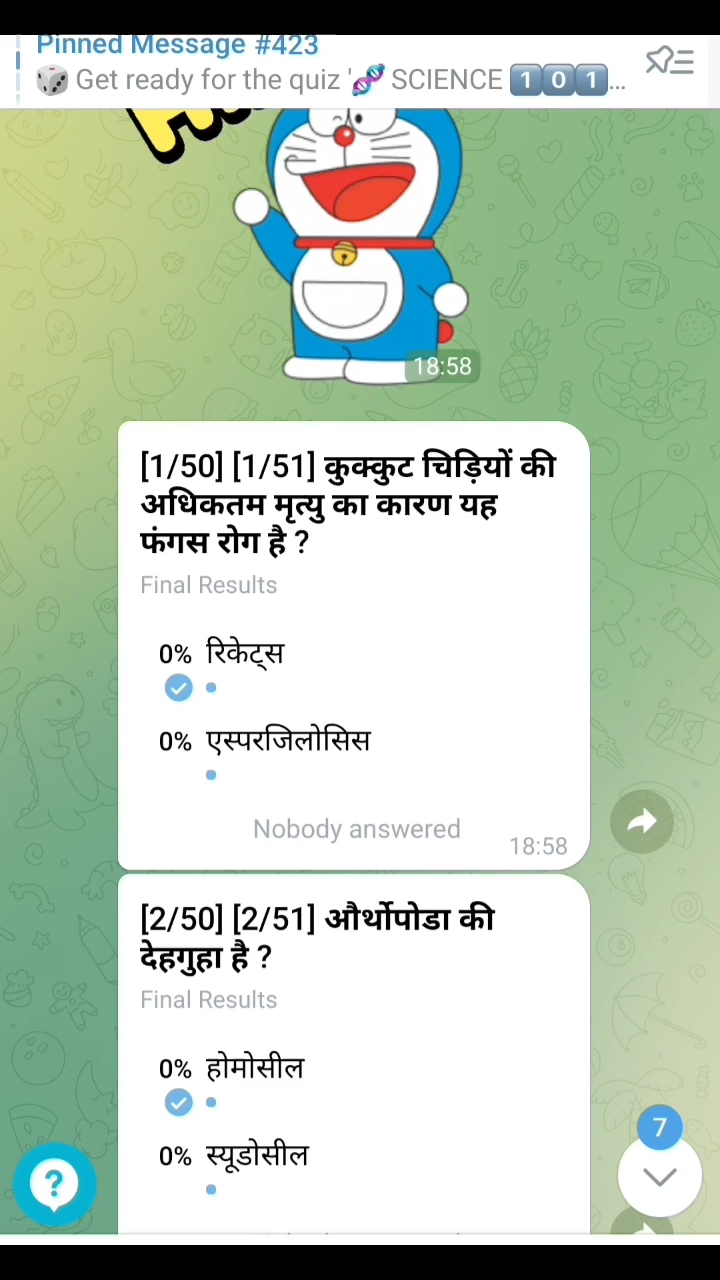 Pinned Message #423
🎲 Get ready for the quiz '🧬 SCIENCE 1️⃣0️⃣1️⃣...
18:58
[1/50] [1/51] कुक्कुट चिड़ियों की
अधिकतम मृत्यु का कारण यह
फंगस रोग है ?
Final Results
0% रिकेट्स
0% एस्परजिलोसिस
Nobody answered
18:58
[2/50] [2/51] और्थोपोडा की
देहगुहा है ?
Final Results
0% होमोसील
0% स्यूडोसील
7
?